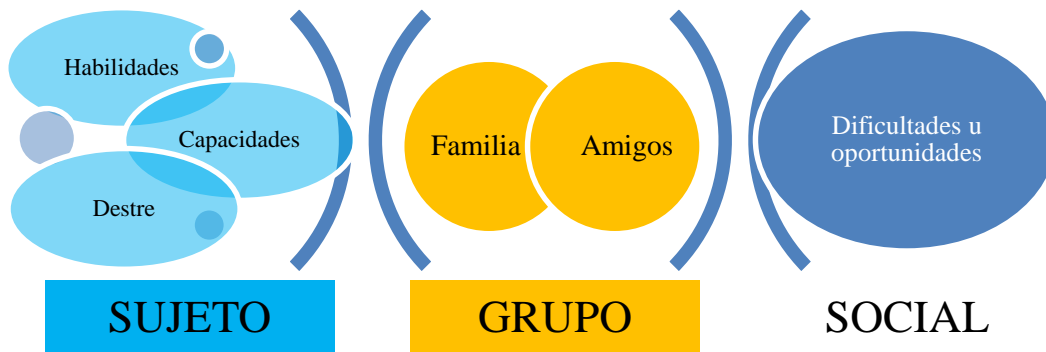 Habilidades
Capacidades
Destre
Familia
Amigos
Dificultades u
oportunidades
SUJETO
GRUPO
SOCIAL